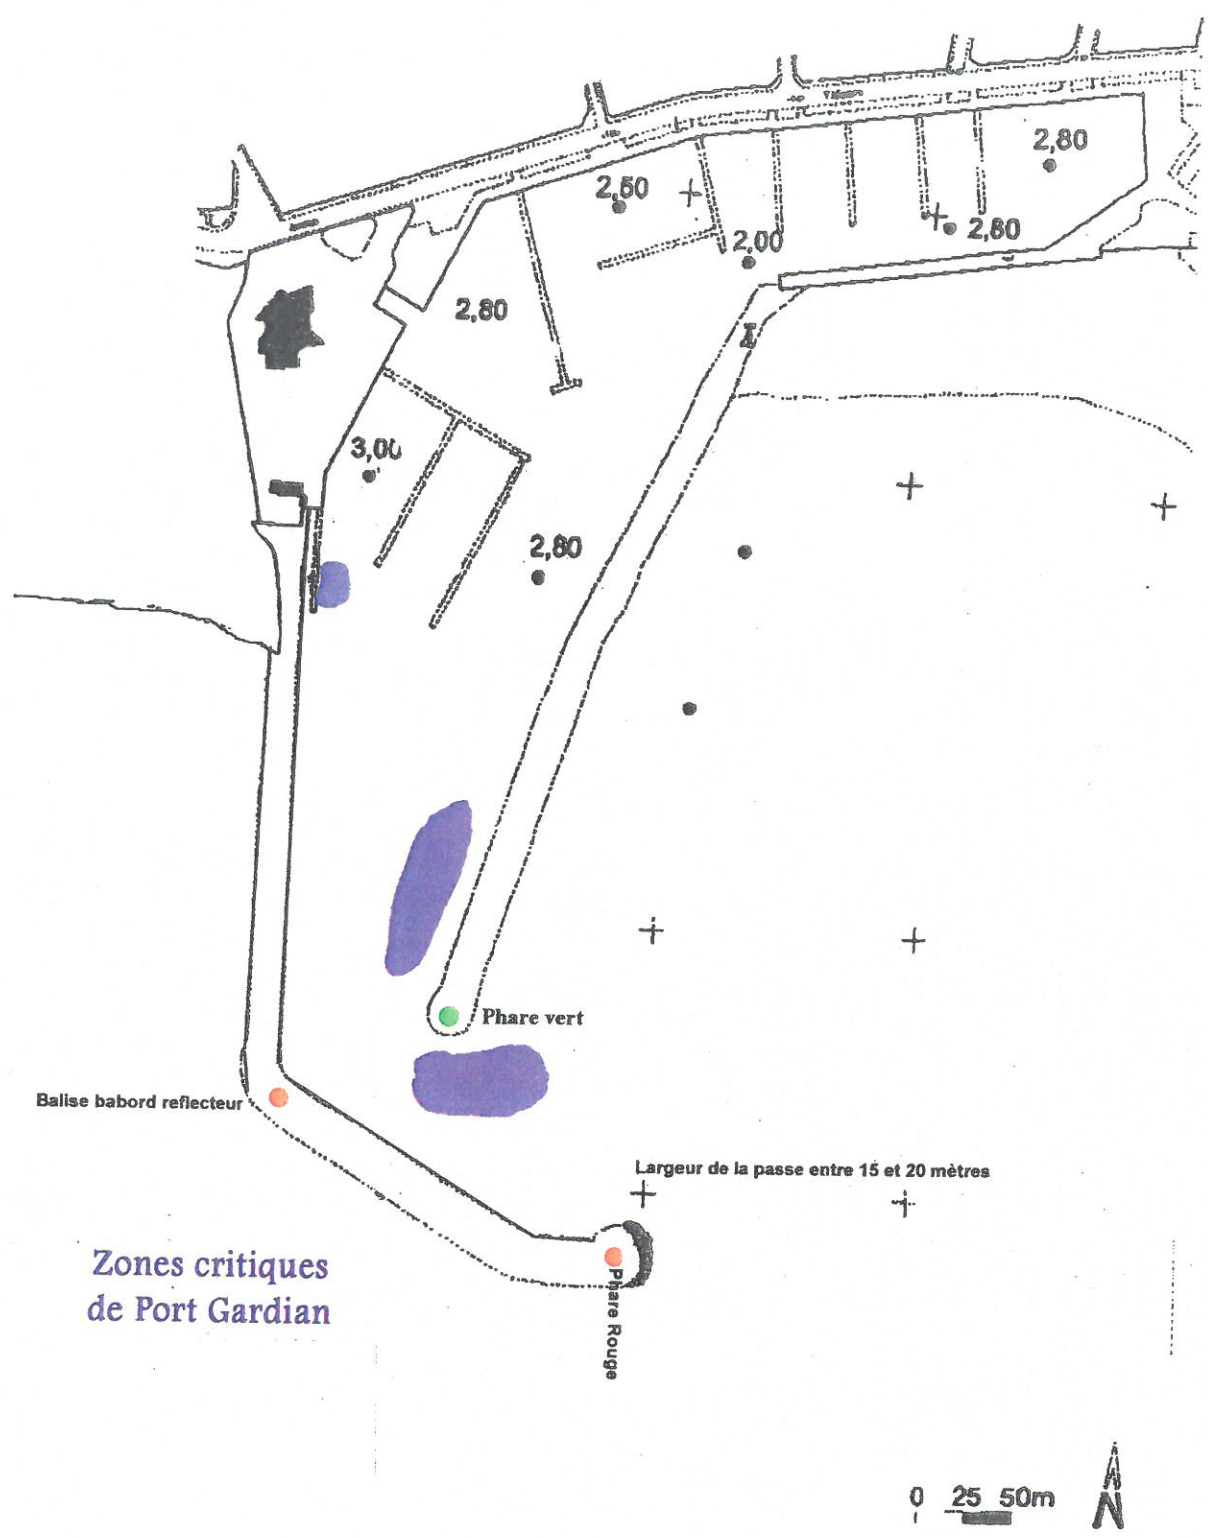 2,80
2,50
2,80
2,00
2,80
3,00
2,80
Phare vert
Balise babord reflecteur
Largeur de la passe entre 15 et 20 mètres
Zones critiques
de Port Gardian
Phare Rouge
0 25 50m
N